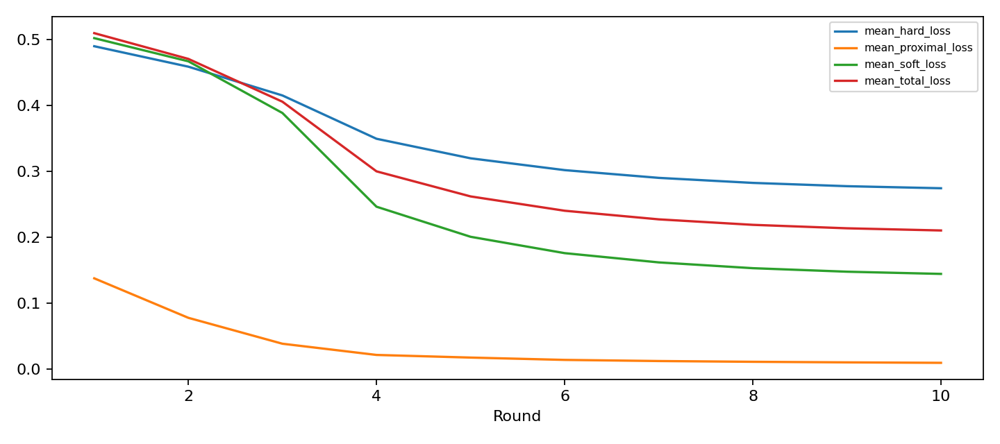 mean_hard_loss
mean_proximal_loss
mean_soft_loss
mean_total_loss
0.5
0.4
0.3
0.2
0.1
0.0
2 4 6 8 10
Round